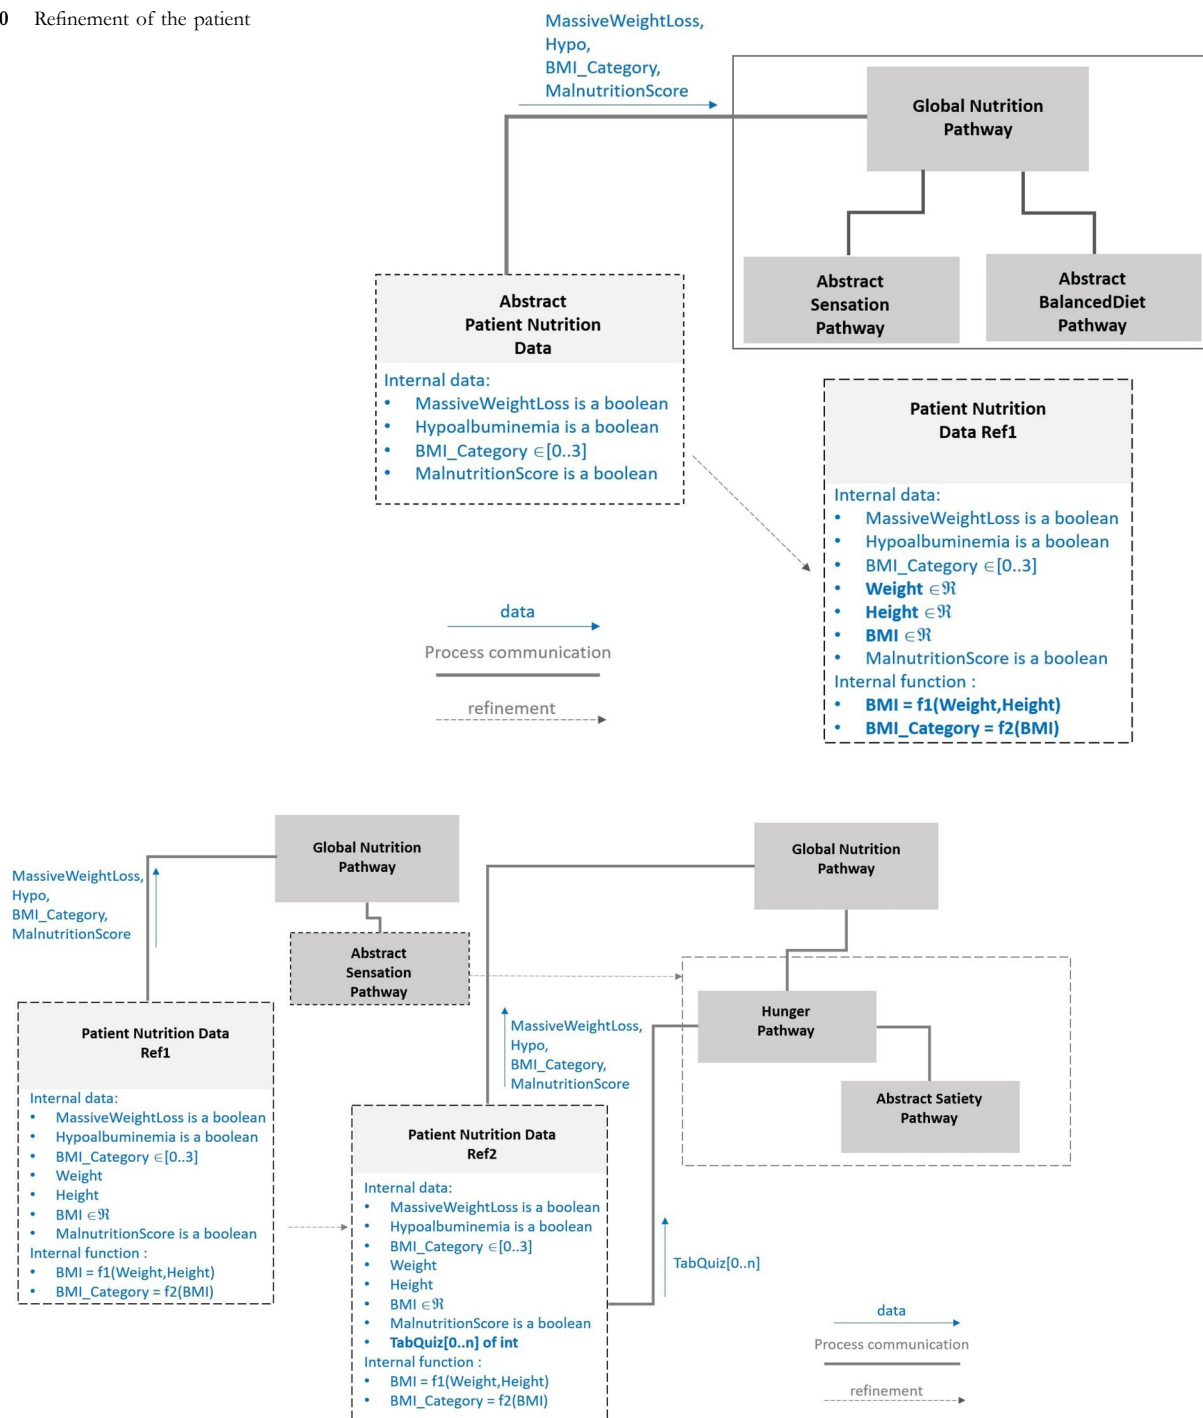 0 Refinement of the patient
MassiveWeightLoss,
Hypo,
BMI_Category,
MalnutritionScore
Global Nutrition
Pathway
Abstract
Sensation
Pathway
Abstract
BalancedDiet
Pathway
Abstract
Patient Nutrition
Data
Internal data:
• MassiveWeightLoss is a boolean
• Hypoalbuminemia is a boolean
• BMI_Category ∈[0..3]
• MalnutritionScore is a boolean
Patient Nutrition
Data Ref1
Internal data:
• MassiveWeightLoss is a boolean
• Hypoalbuminemia is a boolean
• BMI_Category ∈[0..3]
• Weight ∈ℜ
• Height ∈ℜ
• BMI ∈ℜ
• MalnutritionScore is a boolean
Internal function :
• BMI = f1(Weight,Height)
• BMI_Category = f2(BMI)
data
Process communication
refinement
Global Nutrition
Pathway
MassiveWeightLoss,
Hypo,
BMI_Category,
MalnutritionScore
Abstract
Sensation
Pathway
Patient Nutrition Data
Ref1
Internal data:
• MassiveWeightLoss is a boolean
• Hypoalbuminemia is a boolean
• BMI_Category ∈[0..3]
• Weight
• Height
• BMI ∈ℜ
• MalnutritionScore is a boolean
Internal function :
• BMI = f1(Weight,Height)
• BMI_Category = f2(BMI)
Global Nutrition
Pathway
Hunger
Pathway
Abstract Satiety
Pathway
MassiveWeightLoss,
Hypo,
BMI_Category,
MalnutritionScore
Patient Nutrition Data
Ref2
Internal data:
• MassiveWeightLoss is a boolean
• Hypoalbuminemia is a boolean
• BMI_Category ∈[0..3]
• Weight
• Height
• BMI ∈ℜ
• MalnutritionScore is a boolean
• TabQuiz[0..n] of int
Internal function :
• BMI = f1(Weight,Height)
• BMI_Category = f2(BMI)
TabQuiz[0..n]
data
Process communication
refinement